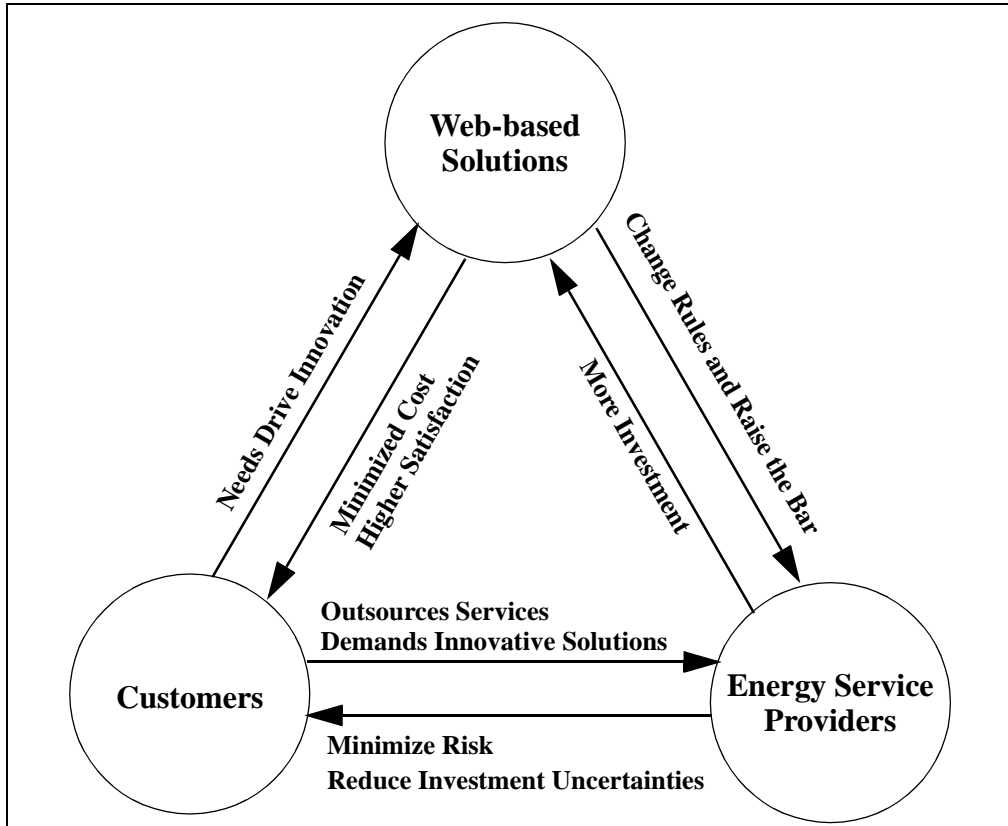 Web-based
Solutions
Change Rules and Raise the Bar
Needs Drive Innovation
Minimized Cost
Higher Satisfaction
More Investment
Outsources Services
Demands Innovative Solutions
Customers
Energy Service
Providers
Minimize Risk
Reduce Investment Uncertainties